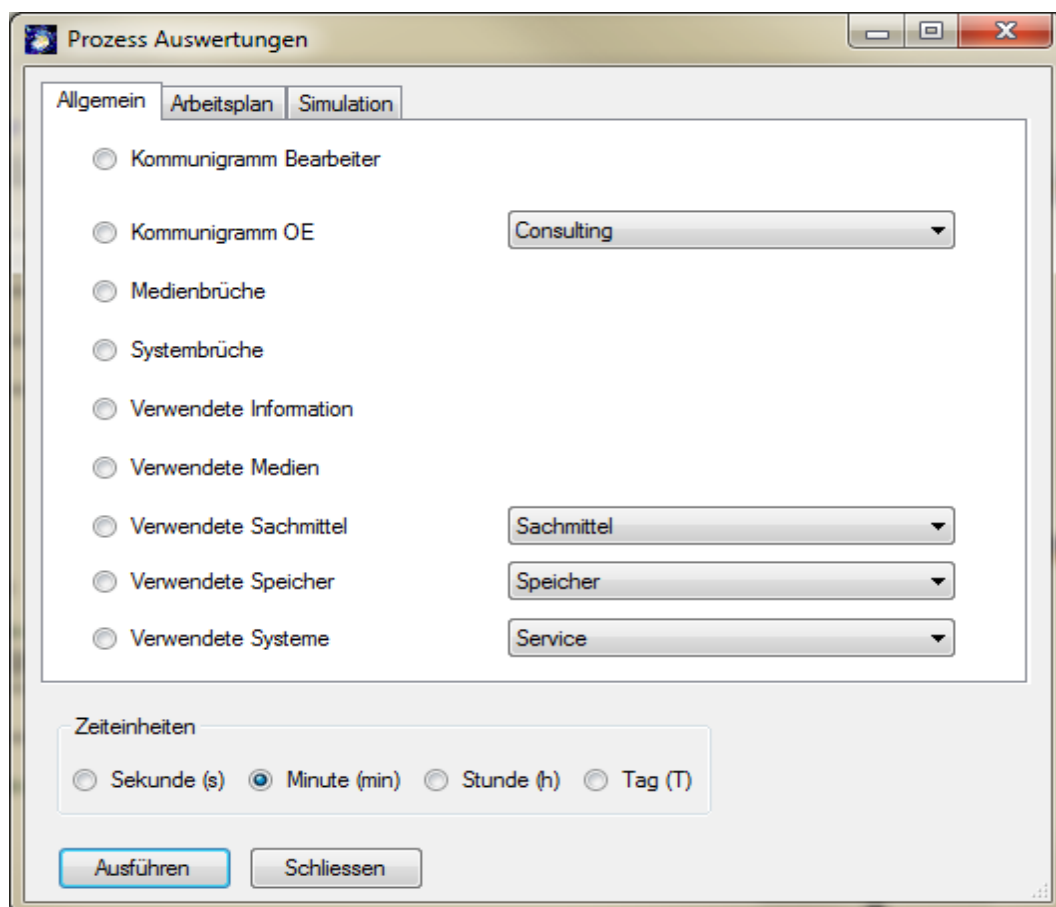 Prozess Auswertungen
Allgemein Arbeitsplan Simulation
Kommunigramm Bearbeiter
Kommunigramm OE Consulting
Medienbrüche
Systembrüche
Verwendete Information
Verwendete Medien
Verwendete Sachmittel Sachmittel
Verwendete Speicher Speicher
Verwendete Systeme Service
Zeiteinheiten
Sekunde (s) Minute (min) Stunde (h) Tag (T)
Ausführen Schliessen